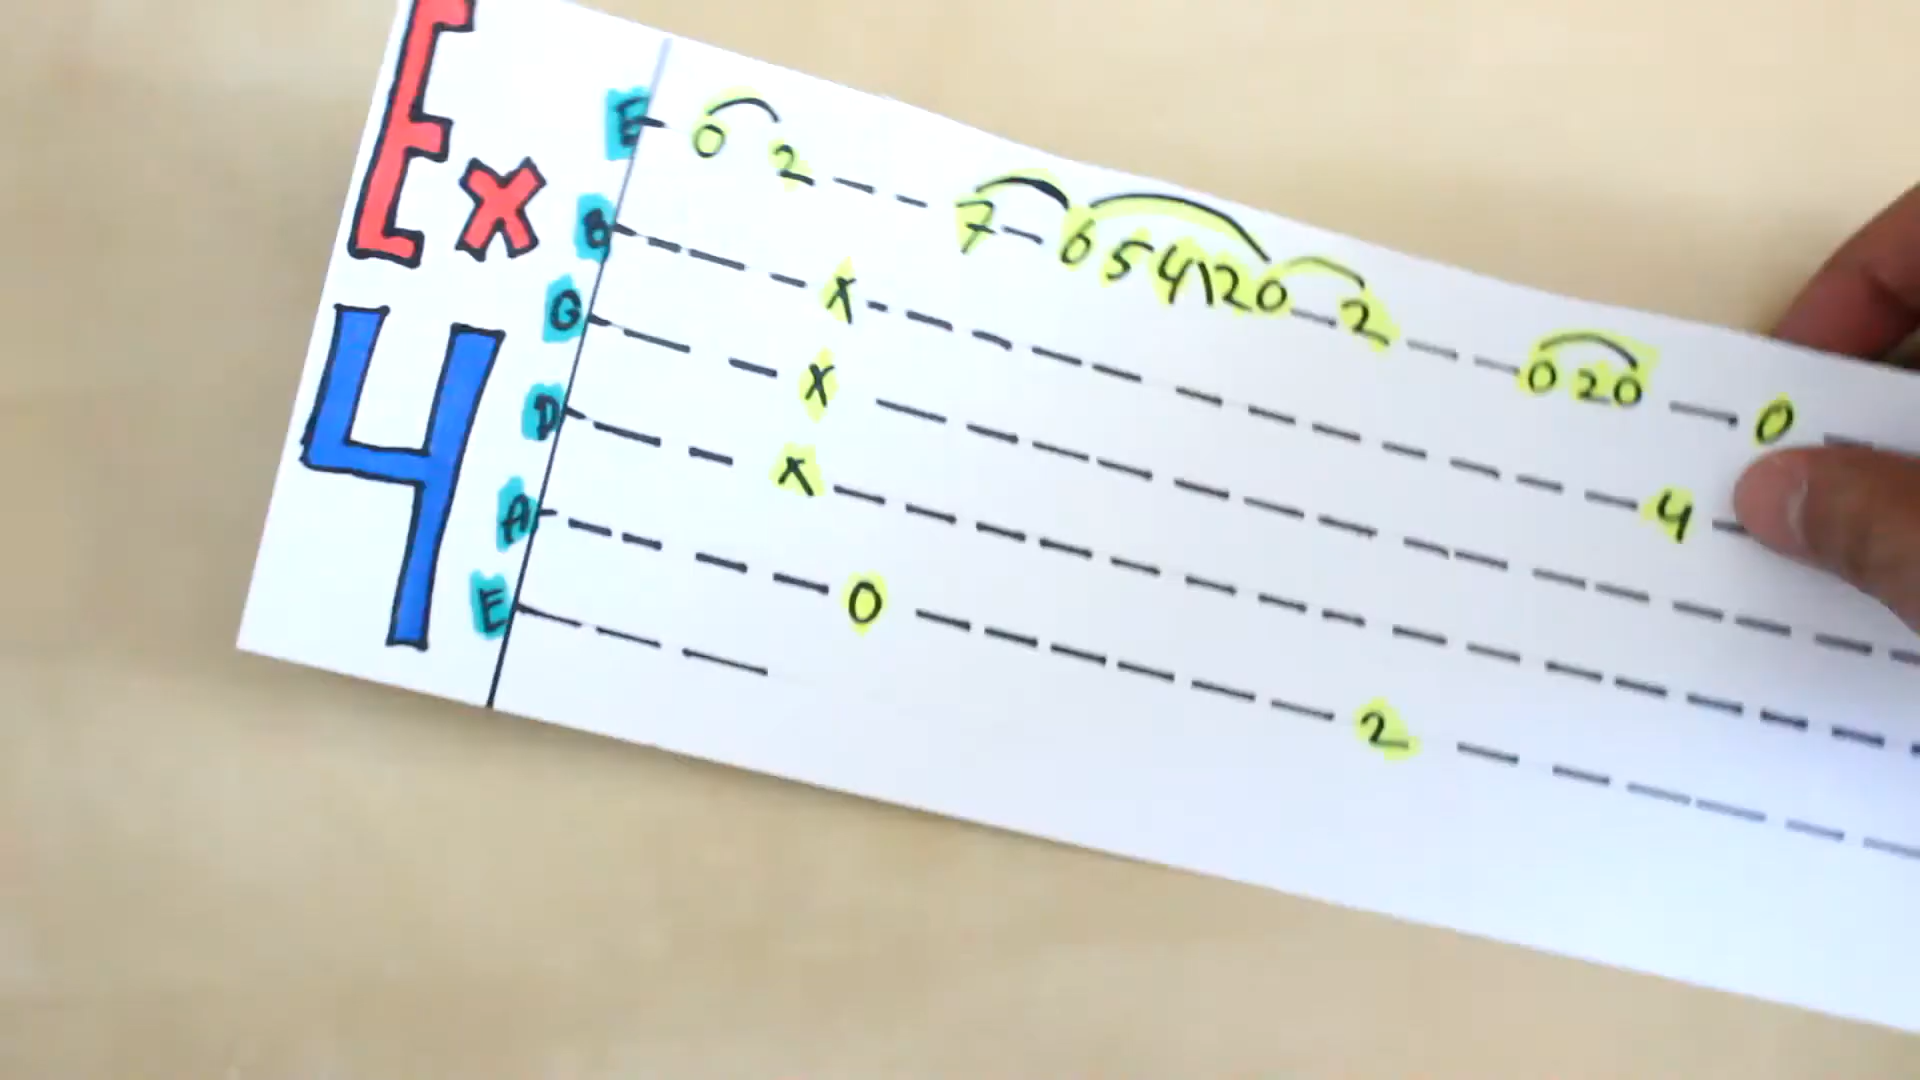 Ex
4
E 0 2 - - 7 - 6 5 4 1 2 0 - 2 - - 0 2 0 - 0
B - - - x - - - - - - - - - - 4 -
G - - - x - - - - - - - - - - - - -
D - - - x - - - - - - - - - - - - - -
A - - - - 0 - - - - - - 2 - - - - - -
E - - -